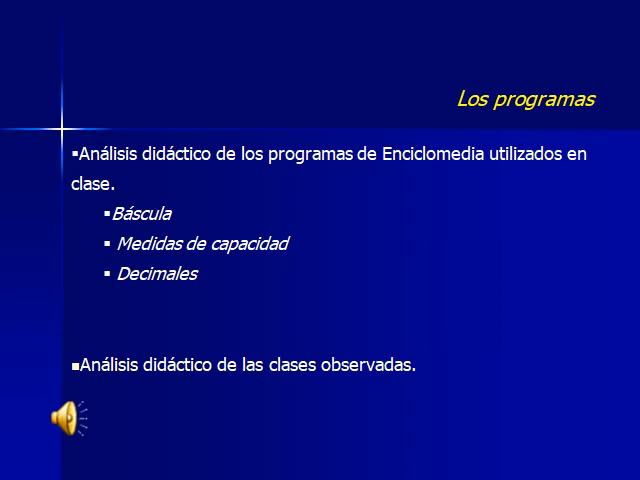 Los programas
▪Análisis didáctico de los programas de Enciclomedia utilizados en
clase.
▪Báscula
▪ Medidas de capacidad
▪ Decimales
■Análisis didáctico de las clases observadas.